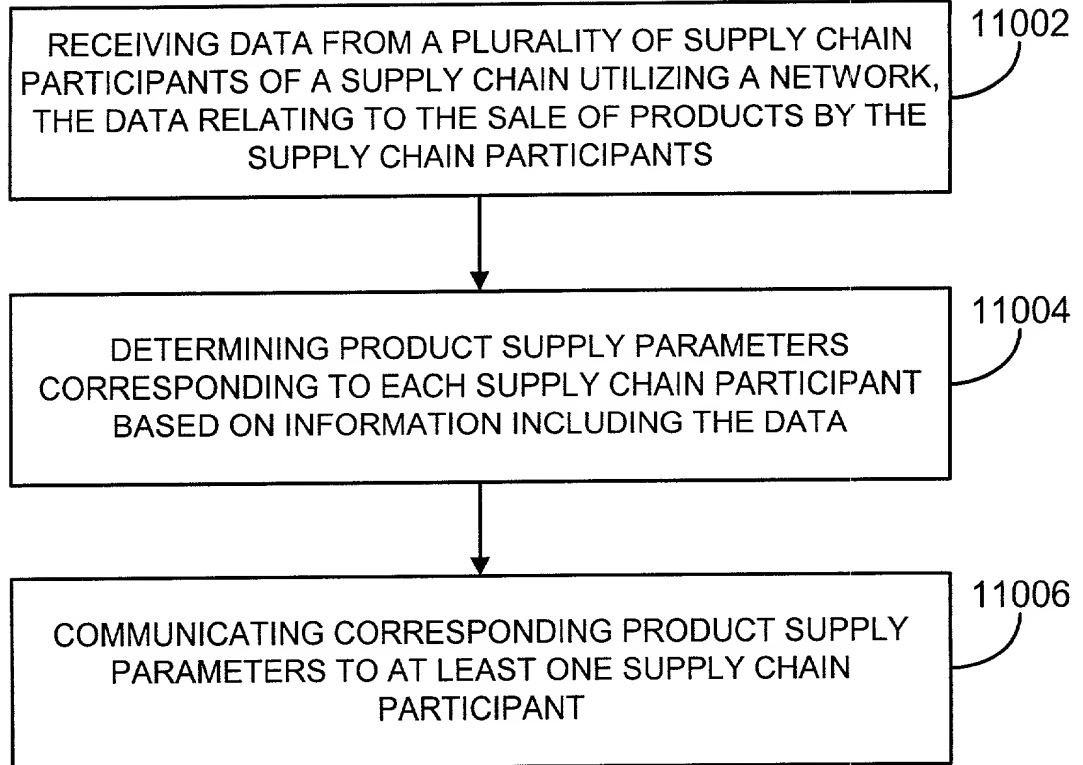 11002
RECEIVING DATA FROM A PLURALITY OF SUPPLY CHAIN
PARTICIPANTS OF A SUPPLY CHAIN UTILIZING A NETWORK,
THE DATA RELATING TO THE SALE OF PRODUCTS BY THE
SUPPLY CHAIN PARTICIPANTS
11004
DETERMINING PRODUCT SUPPLY PARAMETERS
CORRESPONDING TO EACH SUPPLY CHAIN PARTICIPANT
BASED ON INFORMATION INCLUDING THE DATA
11006
COMMUNICATING CORRESPONDING PRODUCT SUPPLY
PARAMETERS TO AT LEAST ONE SUPPLY CHAIN
PARTICIPANT